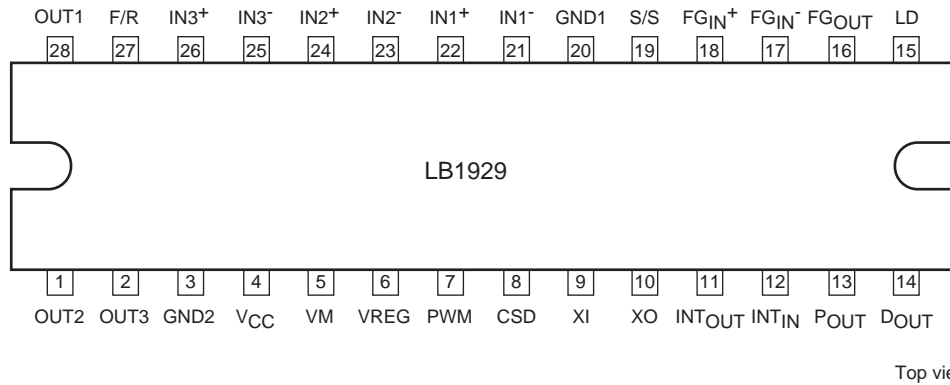 OUT1 F/R IN3+ IN3- IN2+ IN2- IN1+ IN1- GND1 S/S FGIN+ FGIN- FGOUT LD
28 27 26 25 24 23 22 21 20 19 18 17 16 15
LB1929
1 2 3 4 5 6 7 8 9 10 11 12 13 14
OUT2 OUT3 GND2 VCC VM VREG PWM CSD XI XO INTOUT INTIN POUT DOUT
Top vie